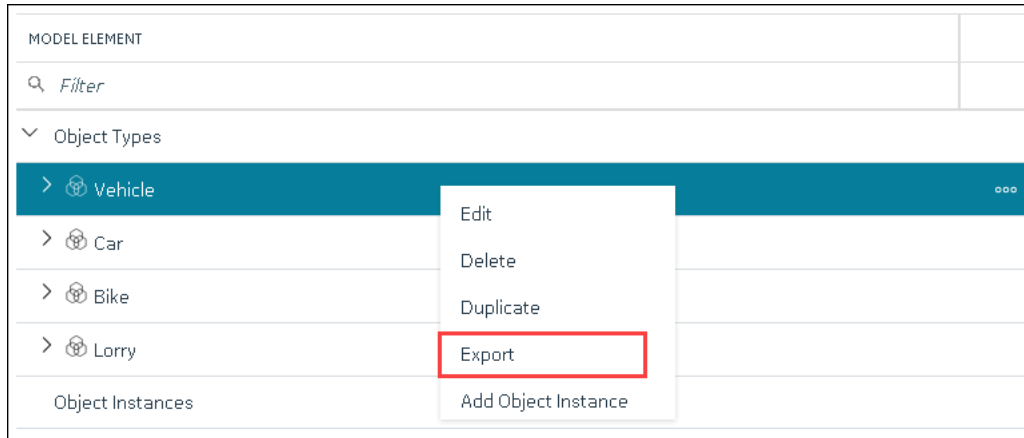 MODEL ELEMENT
Filter
Object Types
Vehicle
Edit
Delete
Car
Bike
Duplicate
Lorry
Export
Object Instances
Add Object Instance